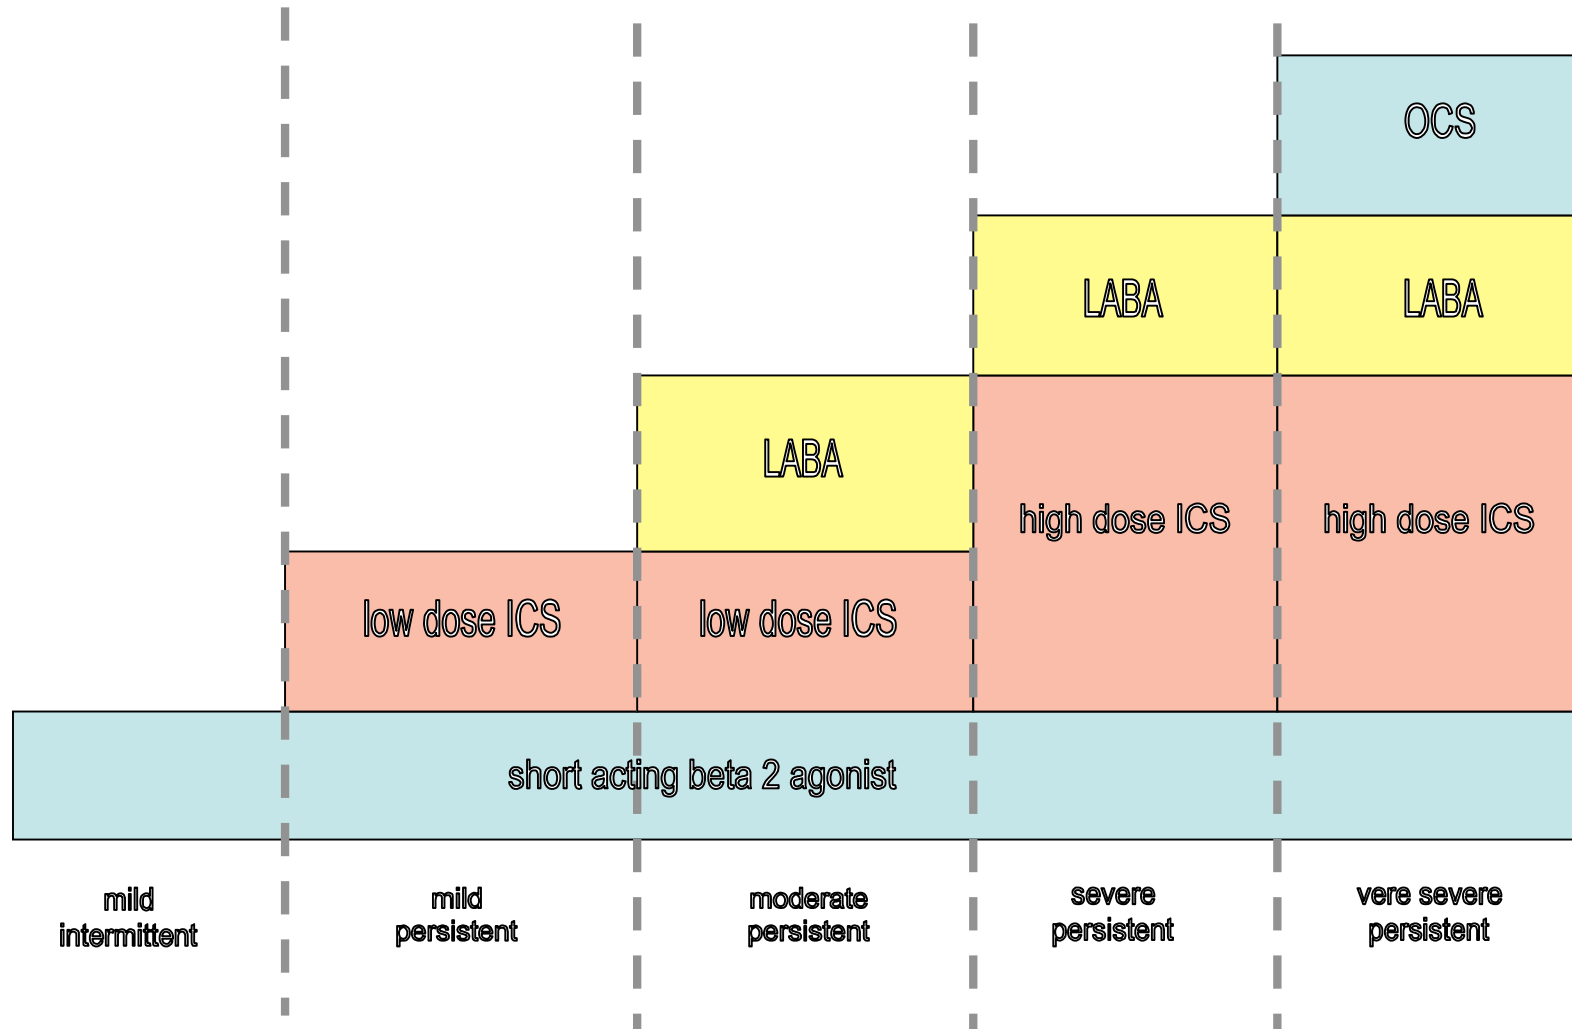 OCS
LABA
LABA
LABA
high dose ICS
high dose ICS
low dose ICS
low dose ICS
short acting beta 2 agonist
mild
intermittent
mild
persistent
moderate
persistent
severe
persistent
vere severe
persistent